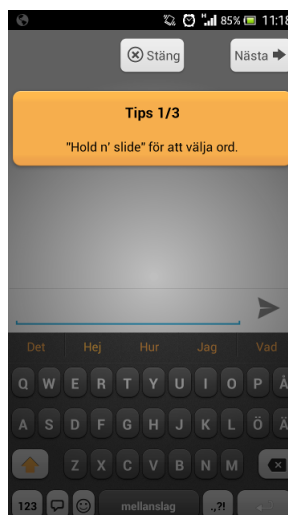 85% 11:18
Stäng Nästa
Tips 1/3
"Hold n' slide" för att välja ord.
Det Hej Hur Jag Vad
Q W E R T Y U I O P Å
A S D F G H J K L Ö Ä
Z X C V B N M
123 mellanslag .,?!